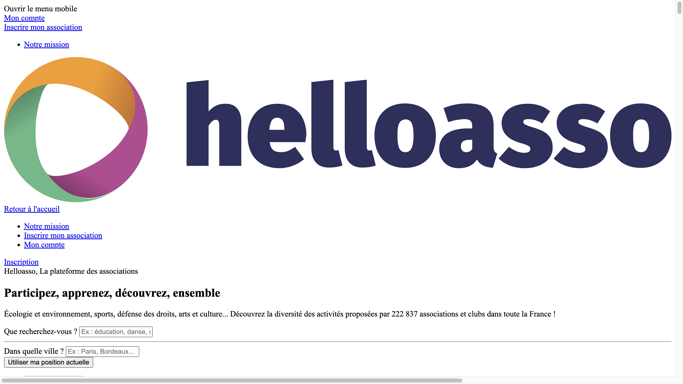 Ouvrir le menu mobile
Mon compte
Inscrire mon association
Notre mission
helloasso
Retour à l'accueil
Notre mission
Inscrire mon association
Mon compte
Inscription
Helloasso, La plateforme des associations
Participez, apprenez, découvrez, ensemble
Écologie et environnement, sports, défense des droits, arts et culture... Découvrez la diversité des activités proposées par 222 837 associations et clubs dans toute la France !
Que recherchez-vous ? Ex : éducation, danse,
Dans quelle ville ? Ex : Paris, Bordeaux...
Utiliser ma position actuelle